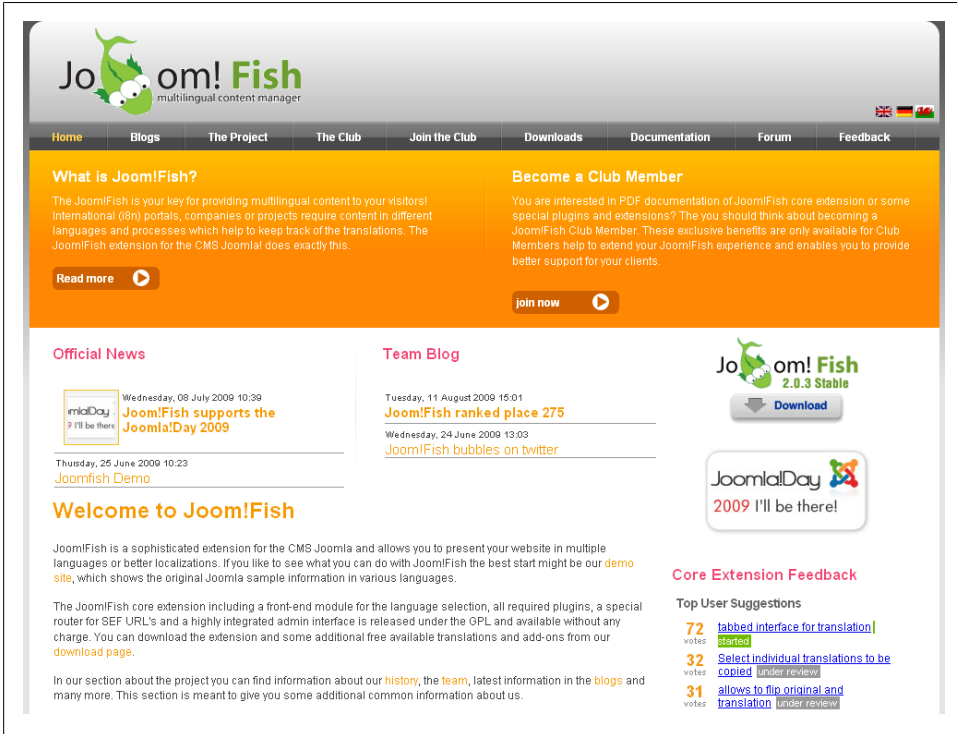 Joom! Fish
multilingual content manager
Home Blogs The Project The Club Join the Club Downloads Documentation Forum Feedback
What is Joom!Fish?
The Joom!Fish is your key for providing multilingual content to your visitors!
International (i8n) portals, companies or projects require content in different
languages and processes which help to keep track of the translations. The
Joom!Fish extension for the CMS Joomla! does exactly this.
Read more
Become a Club Member
You are interested in PDF documentation of Joom!Fish core extension or some
special plugins and extensions? The you should think about becoming a
Joom!Fish Club Member. These exclusive benefits are only available for Club
Members help to extend your Joom!Fish experience and enables you to provide
better support for your clients.
join now
Official News
Wednesday, 08 July 2009 10:39
Joom!Fish supports the
Joomla!Day 2009
Thursday, 25 June 2009 10:23
Joomfish Demo
Team Blog
Tuesday, 11 August 2009 15:01
Joom!Fish ranked place 275
Wednesday, 24 June 2009 13:03
Joom!Fish bubbles on twitter
Joom! Fish
2.0.3 Stable
Download
Joomla!Day
2009 I'll be there!
Welcome to Joom!Fish
Joom!Fish is a sophisticated extension for the CMS Joomla and allows you to present your website in multiple
languages or better localizations. If you like to see what you can do with Joom!Fish the best start might be our demo
site, which shows the original Joomla sample information in various languages.
The Joom!Fish core extension including a front-end module for the language selection, all required plugins, a special
router for SEF URL's and a highly integrated admin interface is released under the GPL and available without any
charge. You can download the extension and some additional free available translations and add-ons from our
download page.
In our section about the project you can find information about our history, the team, latest information in the blogs and
many more. This section is meant to give you some additional common information about us.
Core Extension Feedback
Top User Suggestions
72 votes tabbed interface for translation
started
32 votes Select individual translations to be
copied under review
31 votes allows to flip original and
translation under review